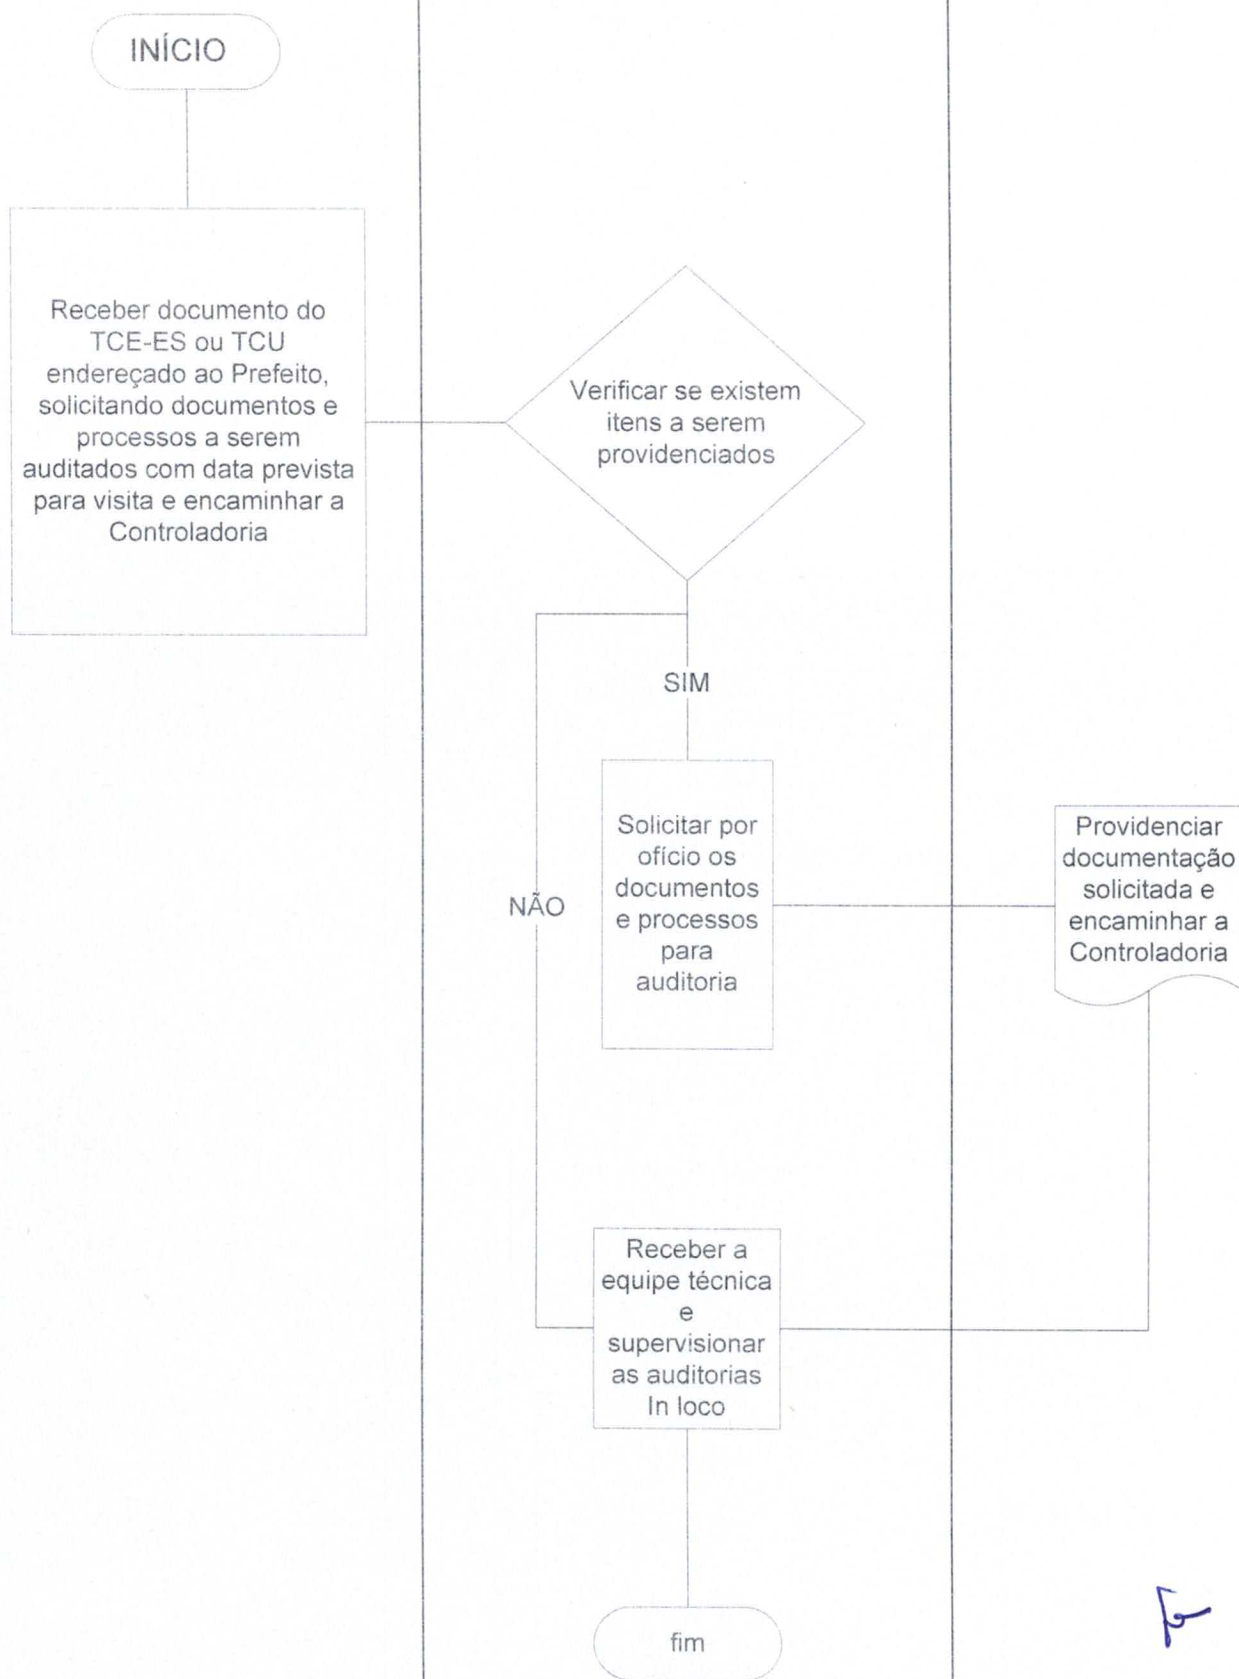 INÍCIO
Receber documento do
TCE-ES ou TCU
endereçado ao Prefeito,
solicitando documentos e
processos a serem
auditados com data prevista
para visita e encaminhar a
Controladoria
Verificar se existem
itens a serem
providenciados
SIM
NÃO
Solicitar por
ofício os
documentos
e processos
para
auditoria
Providenciar
documentação
solicitada e
encaminhar a
Controladoria
Receber a
equipe técnica
e
supervisionar
as auditorias
In loco
fim